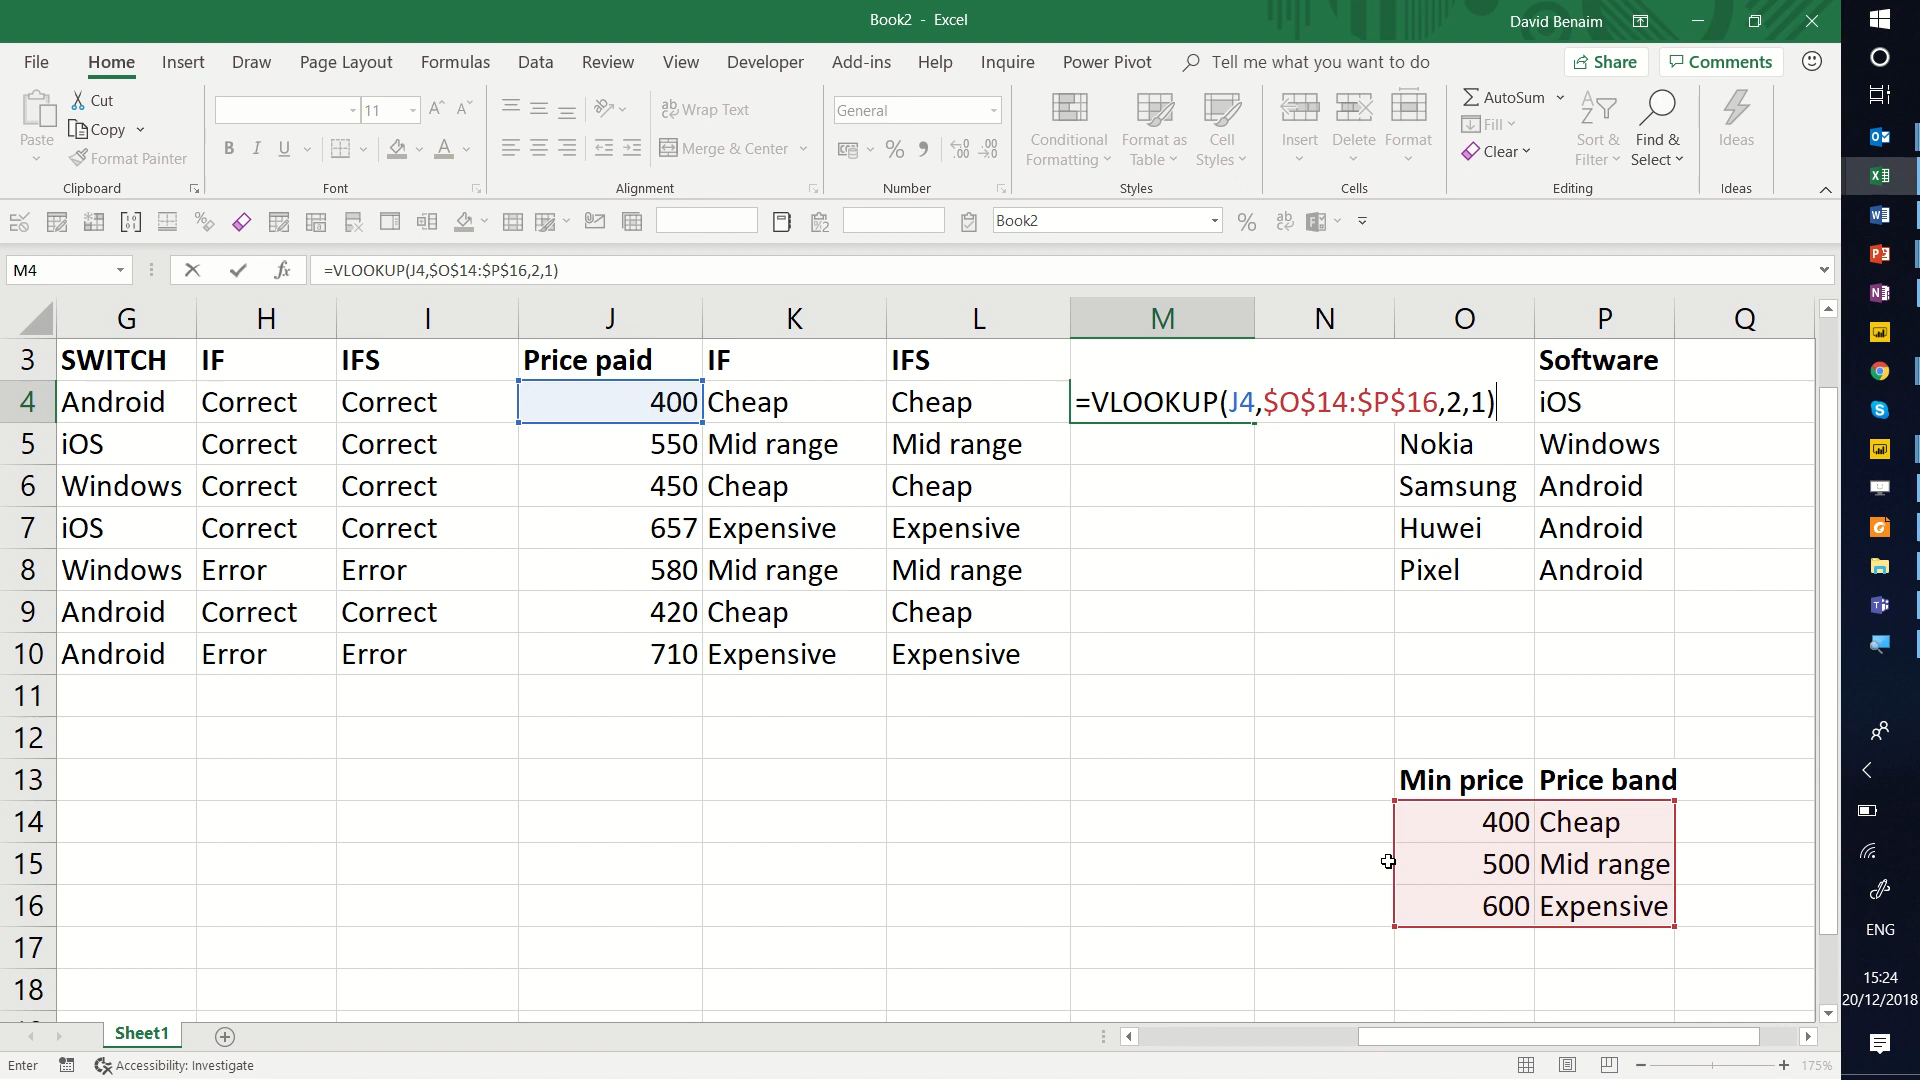 Book2 - Excel
David Benaim
File Home Insert Draw Page Layout Formulas Data Review View Developer Add-ins Help Inquire Power Pivot Tell me what you want to do Share Comments
Paste Cut Copy Format Painter Clipboard
11 B I U A Font
Wrap Text Merge & Center Alignment
General Number
Conditional Formatting Format as Table Cell Styles Styles
Insert Delete Format Cells
AutoSum Fill Clear Sort & Filter Find & Select Editing
Ideas Ideas
Book2
M4 fx =VLOOKUP(J4,$O$14:$P$16,2,1)
G H I J K L M N O P Q
3 SWITCH IF IFS Price paid IF IFS Software
4 Android Correct Correct 400 Cheap Cheap =VLOOKUP(J4,$O$14:$P$16,2,1) iOS
5 iOS Correct Correct 550 Mid range Mid range Nokia Windows
6 Windows Correct Correct 450 Cheap Cheap Samsung Android
7 iOS Correct Correct 657 Expensive Expensive Huwei Android
8 Windows Error Error 580 Mid range Mid range Pixel Android
9 Android Correct Correct 420 Cheap Cheap
10 Android Error Error 710 Expensive Expensive
11
12
13 Min price Price band
14 400 Cheap
15 500 Mid range
16 600 Expensive
17
18
Sheet1
Enter Accessibility: Investigate 175%
ENG
15:24
20/12/2018